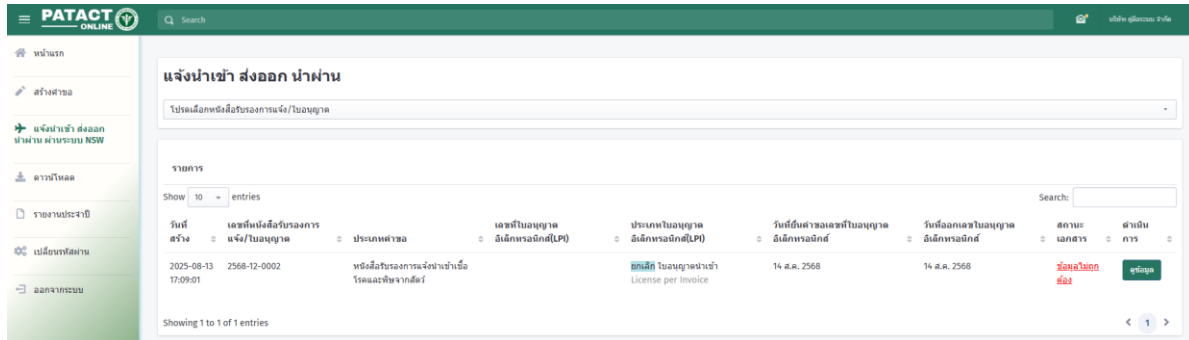 PATACT
ONLINE
Search
บริษัท คู่มือระบบ จำกัด
หน้าแรก
สร้างคำขอ
แจ้งนำเข้า ส่งออก
นำผ่าน ผ่านระบบ NSW
ดาวน์โหลด
รายงานประจำปี
เปลี่ยนรหัสผ่าน
ออกจากระบบ
แจ้งนำเข้า ส่งออก นำผ่าน
โปรดเลือกหนังสือรับรองการแจ้ง/ใบอนุญาต
รายการ
Show 10 entries
Search:
วันที่ เลขที่หนังสือรับรองการ เลขที่ใบอนุญาต ประเภทใบอนุญาต วันที่ยื่นคำขอเลขที่ใบอนุญาต วันที่ออกเลขใบอนุญาต สถานะ ดำเนิน
สร้าง แจ้ง/ใบอนุญาต ประเภทคำขอ อิเล็กทรอนิกส์(LPI) อิเล็กทรอนิกส์(LPI) อิเล็กทรอนิกส์ อิเล็กทรอนิกส์ เอกสาร การ
2025-08-13 2568-12-0002 หนังสือรับรองการแจ้งนำเข้าเชื้อ ยกเลิก ใบอนุญาตนำเข้า 14 ส.ค. 2568 14 ส.ค. 2568 ข้อมูลไม่ถูก ดูข้อมูล
17:09:01 โรคและพิษจากสัตว์ License per Invoice ต้อง
Showing 1 to 1 of 1 entries
1